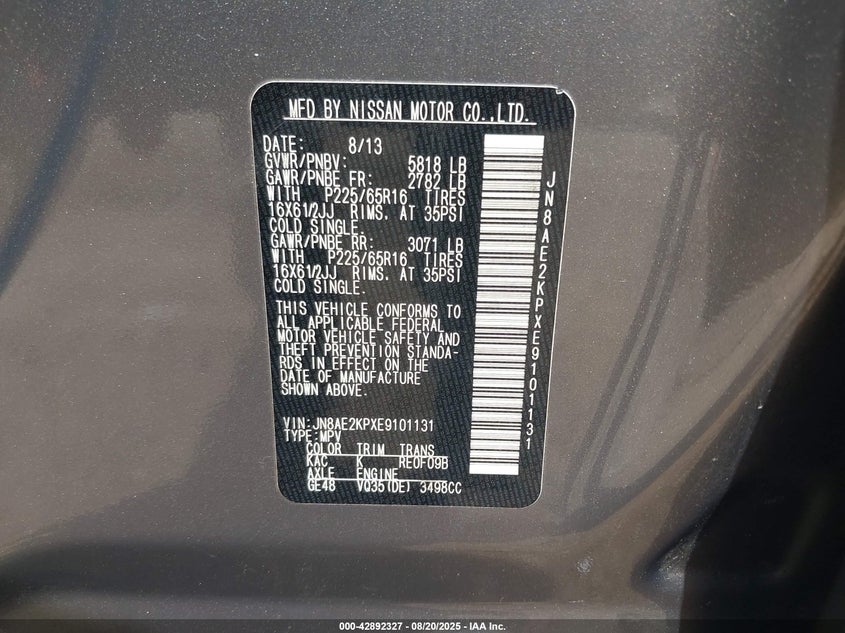 MFD BY NISSAN MOTOR CO.,LTD.
DATE: 8/13
GVWR/PNBV: 5818 LB
GAWR/PNBE FR: 2782 LB
WITH P225/65R16 TIRES
16X61/2JJ RIMS. AT 35PSI
COLD SINGLE.
GAWR/PNBE RR: 3071 LB
WITH P225/65R16 TIRES
16X61/2JJ RIMS. AT 35PSI
COLD SINGLE.
THIS VEHICLE CONFORMS TO
ALL APPLICABLE FEDERAL
MOTOR VEHICLE SAFETY AND
THEFT PREVENTION STANDA-
RDS IN EFFECT ON THE
DATE OF MANUFACTURE
SHOWN ABOVE.
VIN:JN8AE2KPXE9101131
TYPE:MPV
COLOR TRIM TRANS
KAC K RE0F09B
AXLE ENGINE
GE48 VQ35(DE) 3498CC
JN8AE2KPXE9101131
000-42892327 - 08/20/2025 - IAA Inc.